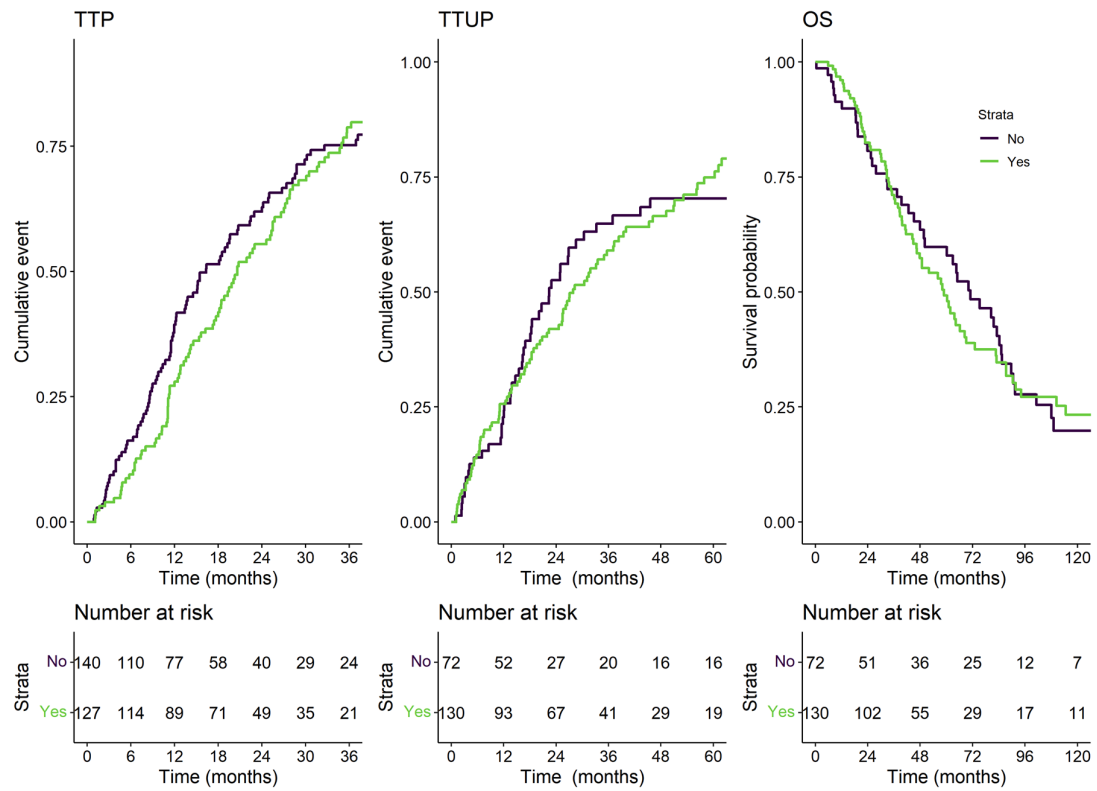 TTP
Cumulative event
0.75
0.50
0.25
0.00
0 6 12 18 24 30 36
Time (months)
Number at risk
Strata
No 140 110 77 58 40 29 24
Yes 127 114 89 71 49 35 21
0 6 12 18 24 30 36
Time (months)
TTUP
Cumulative event
1.00
0.75
0.50
0.25
0.00
0 12 24 36 48 60
Time (months)
Number at risk
Strata
No 72 52 27 20 16 16
Yes 130 93 67 41 29 19
0 12 24 36 48 60
Time (months)
OS
Survival probability
1.00
0.75
0.50
0.25
0.00
Strata
No
Yes
0 24 48 72 96 120
Time (months)
Number at risk
Strata
No 72 51 36 25 12 7
Yes 130 102 55 29 17 11
0 24 48 72 96 120
Time (months)